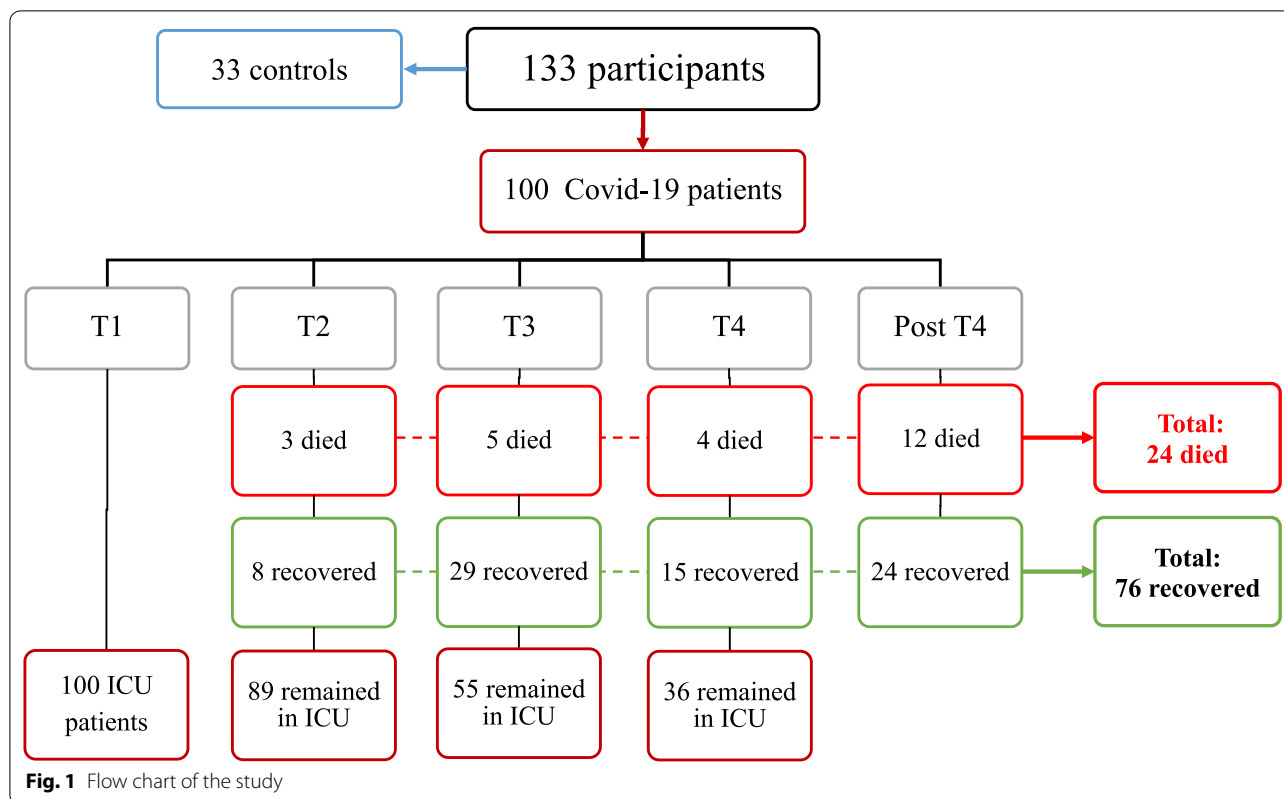 33 controls
133 participants
100 Covid-19 patients
T1
T2
T3
T4
Post T4
3 died
5 died
4 died
12 died
Total:
24 died
8 recovered
29 recovered
15 recovered
24 recovered
Total:
76 recovered
100 ICU
patients
89 remained
in ICU
55 remained
in ICU
36 remained
in ICU
Fig. 1 Flow chart of the study